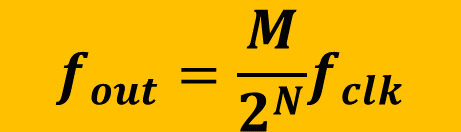 f_out = M/2^N f_clk